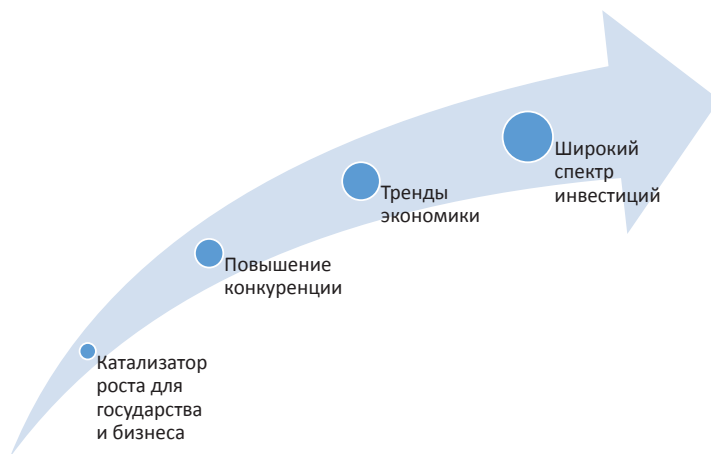 Широкий
спектр
инвестиций
Тренды
экономики
Повышение
конкуренции
Катализатор
роста для
государства
и бизнеса